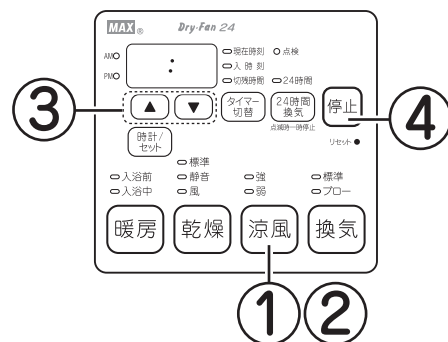 MAX® Dry-Fan 24
AM
PM
:
現在時刻 点検
入時刻
切残時間 24時間
▲ ▼
タイマー切替
24時間換気
点滅時一時停止
停止
時計/セット
リセット
標準
入浴前 静音 強 標準
入浴中 風 弱 ブロー
暖房 乾燥 涼風 換気
③
④
① ②